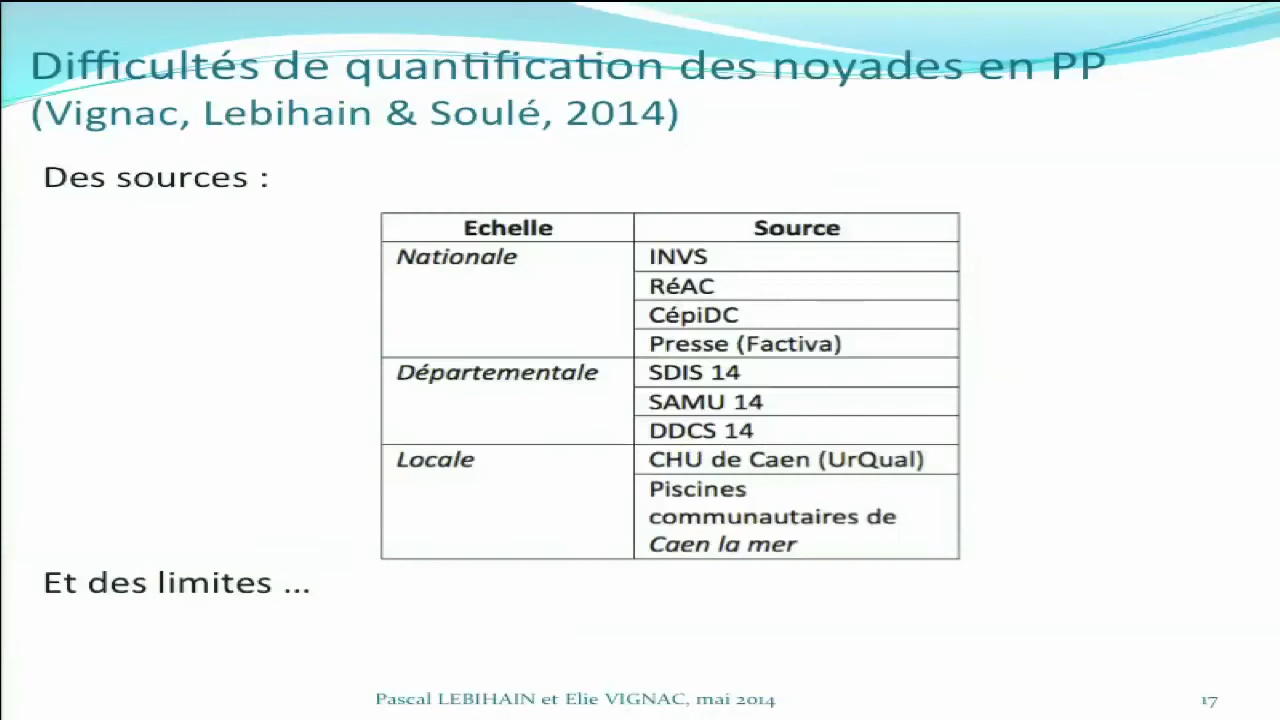 Difficultés de quantification des noyades en PP
(Vignac, Lebihain & Soulé, 2014)
Des sources :
Echelle Source
Nationale INVS
RéAC
CépiDC
Presse (Factiva)
Départementale SDIS 14
SAMU 14
DDCS 14
Locale CHU de Caen (UrQual)
Piscines
communautaires de
Caen la mer
Et des limites ...
Pascal LEBIHAIN et Elie VIGNAC, mai 2014 17